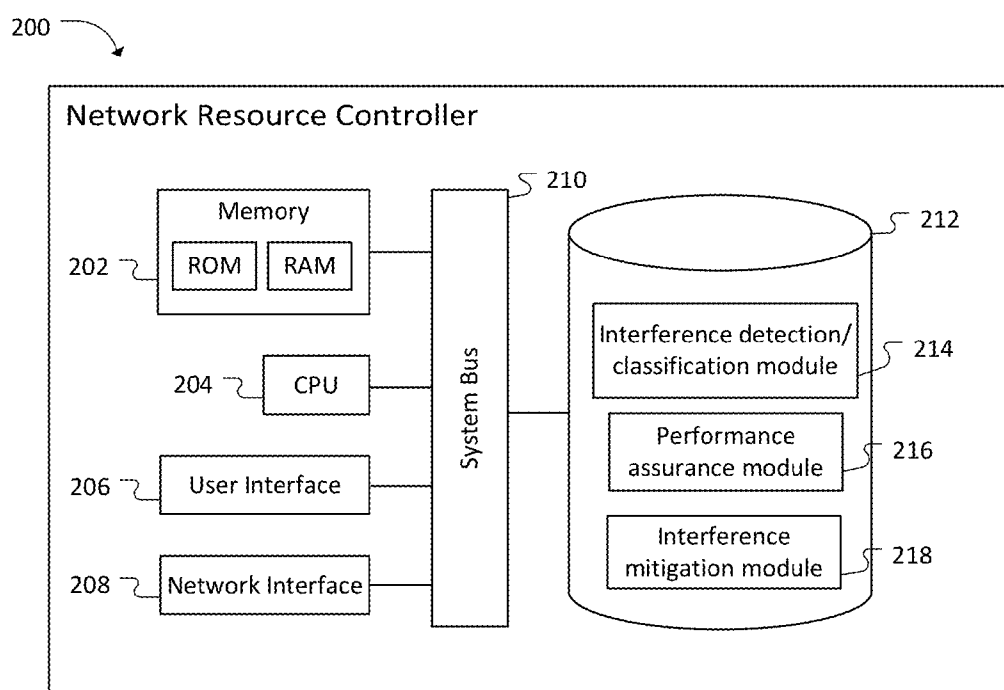 200
Network Resource Controller
Memory
ROM RAM
202
CPU
204
User Interface
206
Network Interface
208
System Bus
210
212
Interference detection/
classification module
214
Performance
assurance module
216
Interference
mitigation module
218